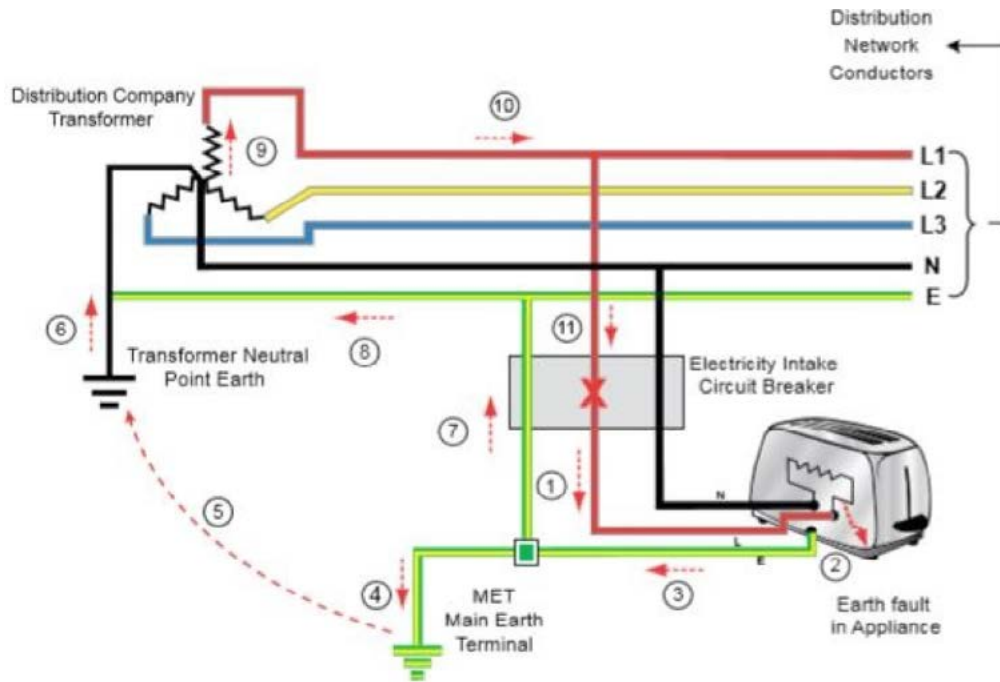 Distribution
Network
Conductors
Distribution Company
Transformer
10
9
L1
L2
L3
N
E
11
6
8
Transformer Neutral
Point Earth
Electricity Intake
Circuit Breaker
7
1
N
5
L
E
2
4
3
MET
Main Earth
Terminal
Earth fault
in Appliance